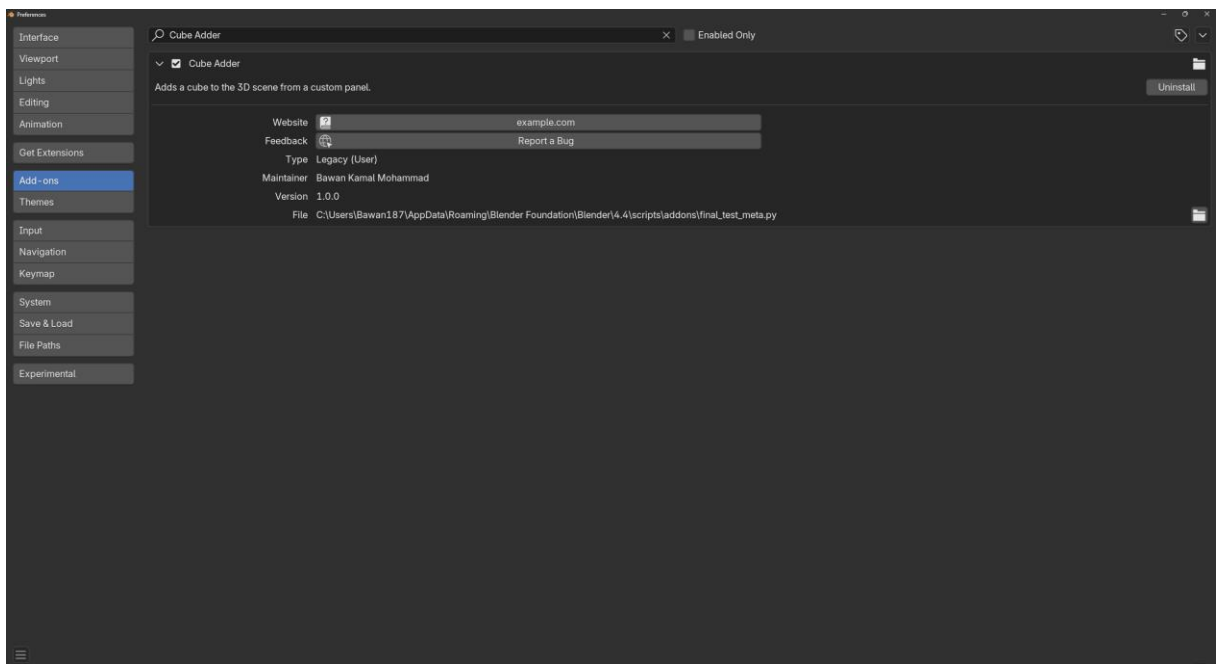 Preferences
Interface
Viewport
Lights
Editing
Animation
Get Extensions
Add-ons
Themes
Input
Navigation
Keymap
System
Save & Load
File Paths
Experimental
Cube Adder
Enabled Only
Cube Adder
Adds a cube to the 3D scene from a custom panel.
Uninstall
Website example.com
Feedback Report a Bug
Type Legacy (User)
Maintainer Bawan Kamal Mohammad
Version 1.0.0
File C:\Users\Bawan187\AppData\Roaming\Blender Foundation\Blender\4.4\scripts\addons\final_test_meta.py